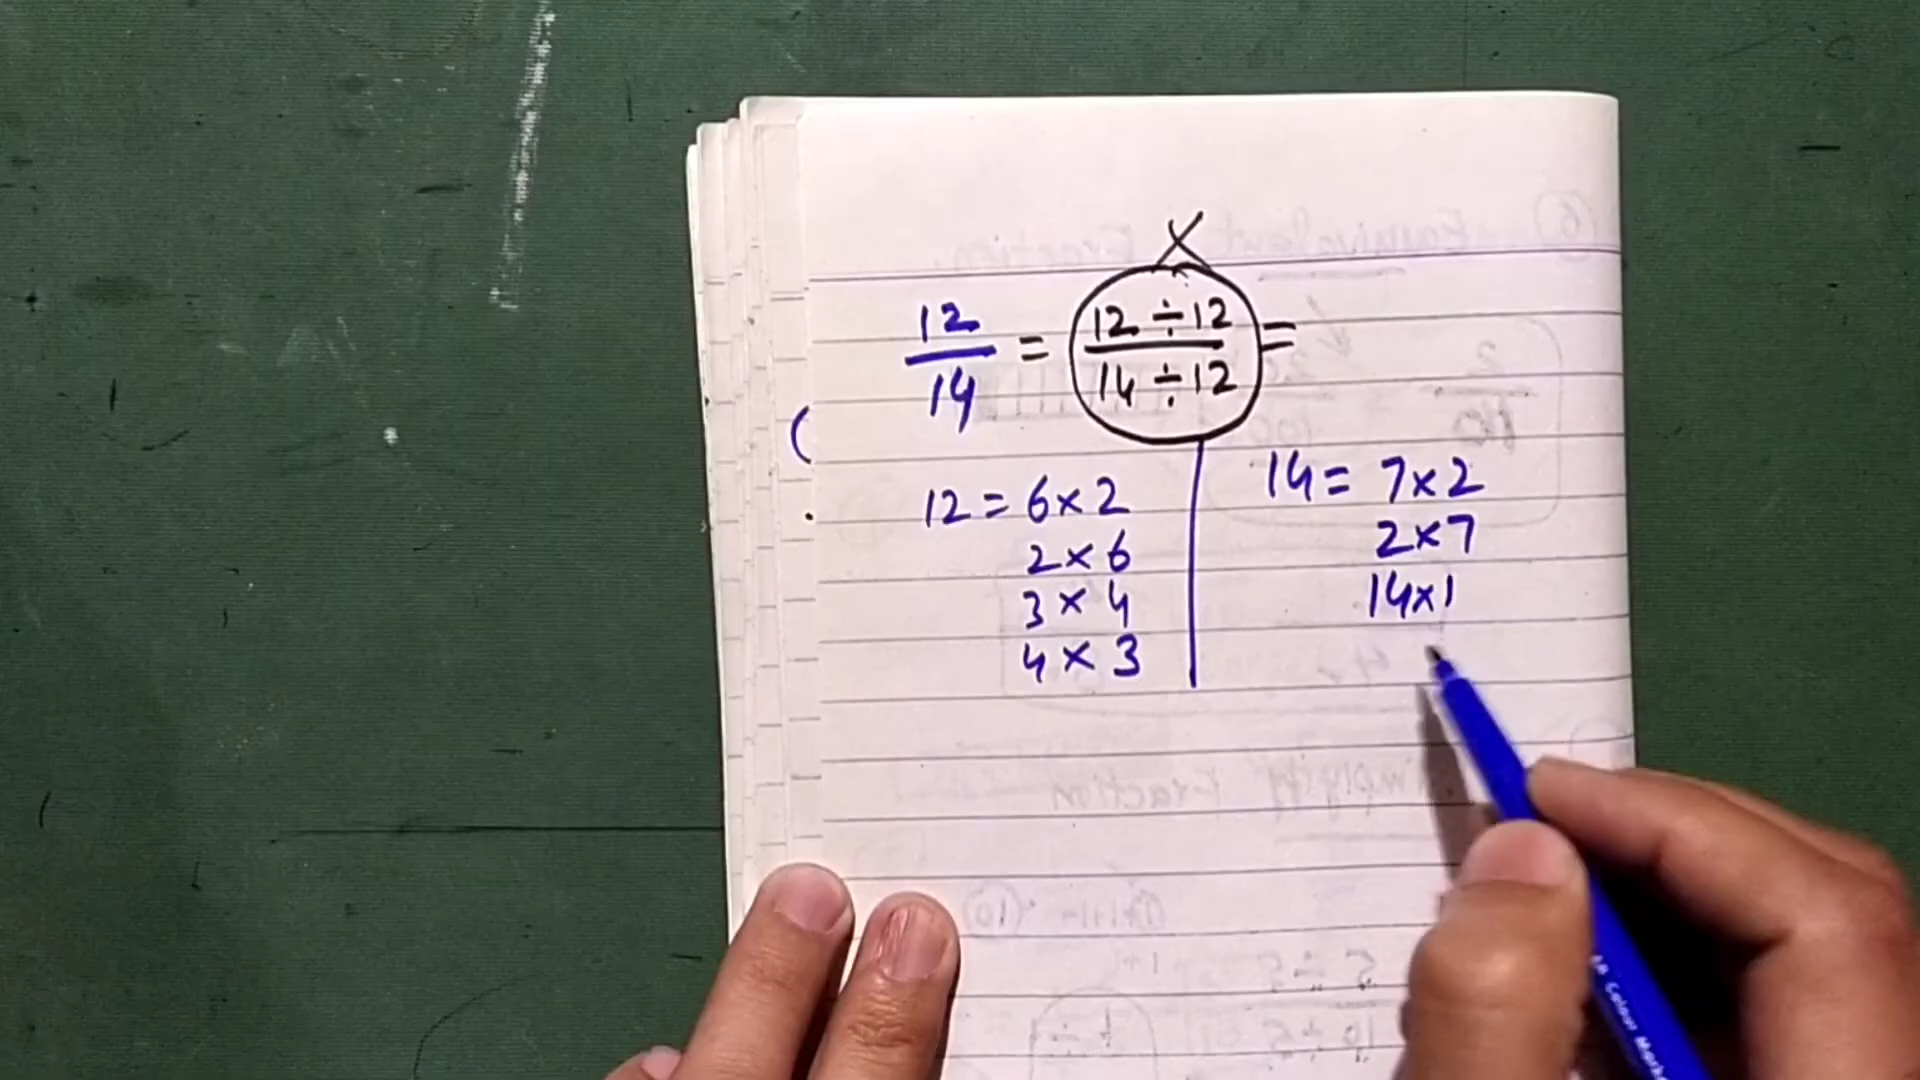 X
12/14 = 12 ÷ 12/14 ÷ 12 =
12 = 6 x 2
2 x 6
3 x 4
4 x 3
14 = 7 x 2
2 x 7
14 x 1